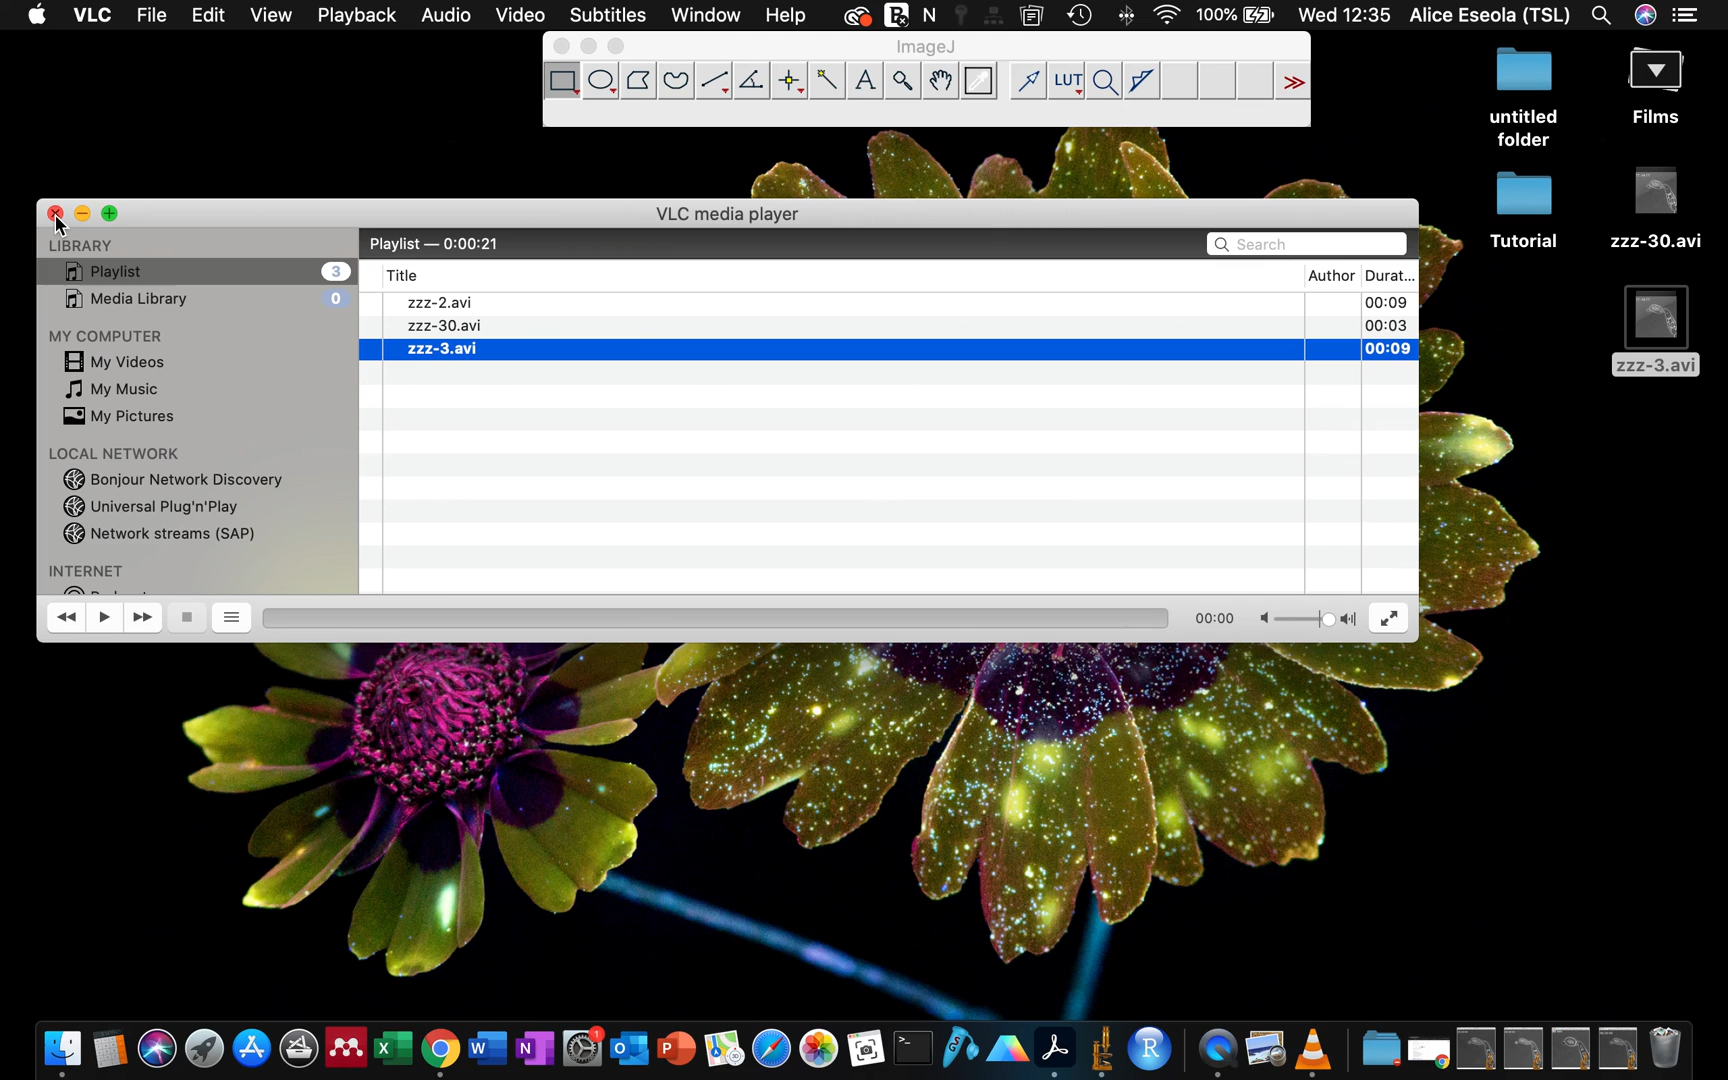 VLC File Edit View Playback Audio Video Subtitles Window Help N 100% Wed 12:35 Alice Eseola (TSL)
ImageJ
A LUT
untitled folder
Films
Tutorial
zzz-30.avi
zzz-3.avi
VLC media player
LIBRARY
Playlist 3
Media Library 0
MY COMPUTER
My Videos
My Music
My Pictures
LOCAL NETWORK
Bonjour Network Discovery
Universal Plug'n'Play
Network streams (SAP)
INTERNET
Playlist — 0:00:21 Search
Title Author Durat...
zzz-2.avi 00:09
zzz-30.avi 00:03
zzz-3.avi 00:09
00:00
W N 1 P 3D R